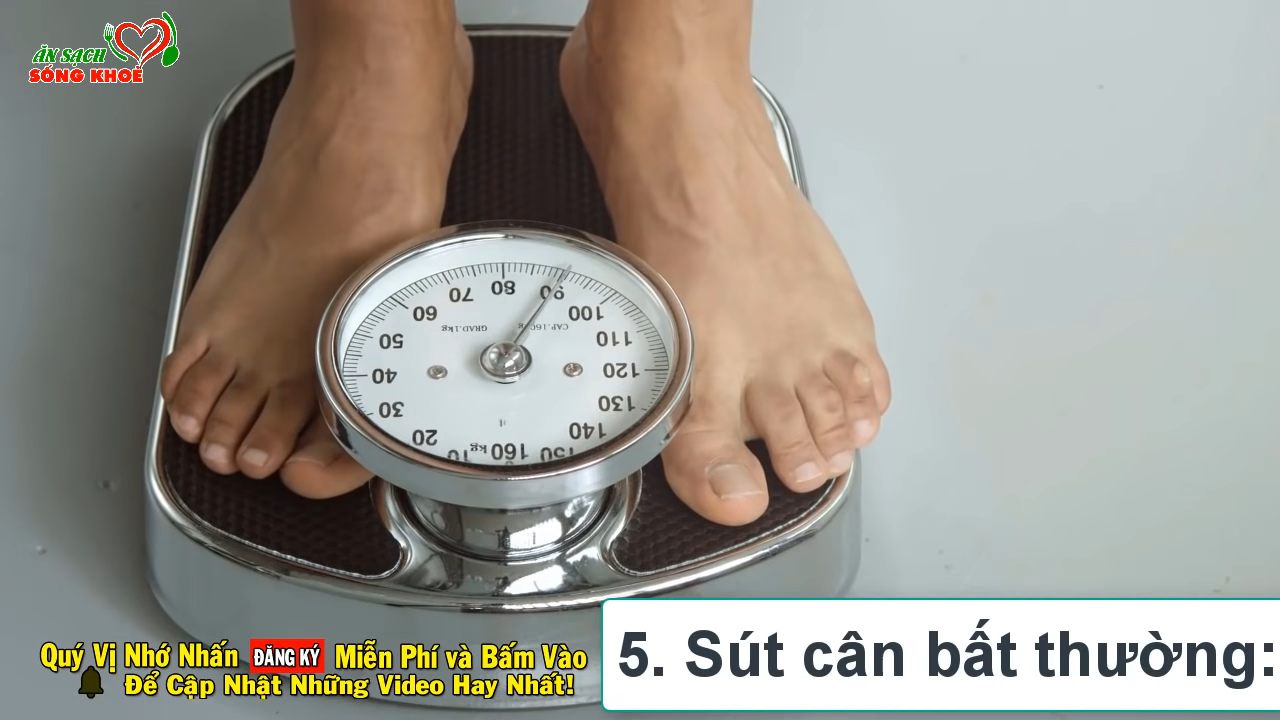 ĂN SẠCH
SỐNG KHOẺ
80
70
90
60
100
CAP.160kg
GRAD.1kg
50
110
40
120
30
130
20
140
10
kg
160
150
5. Sút cân bất thường:
Quý Vị Nhớ Nhấn ĐĂNG KÝ Miễn Phí và Bấm Vào
Để Cập Nhật Những Video Hay Nhất!